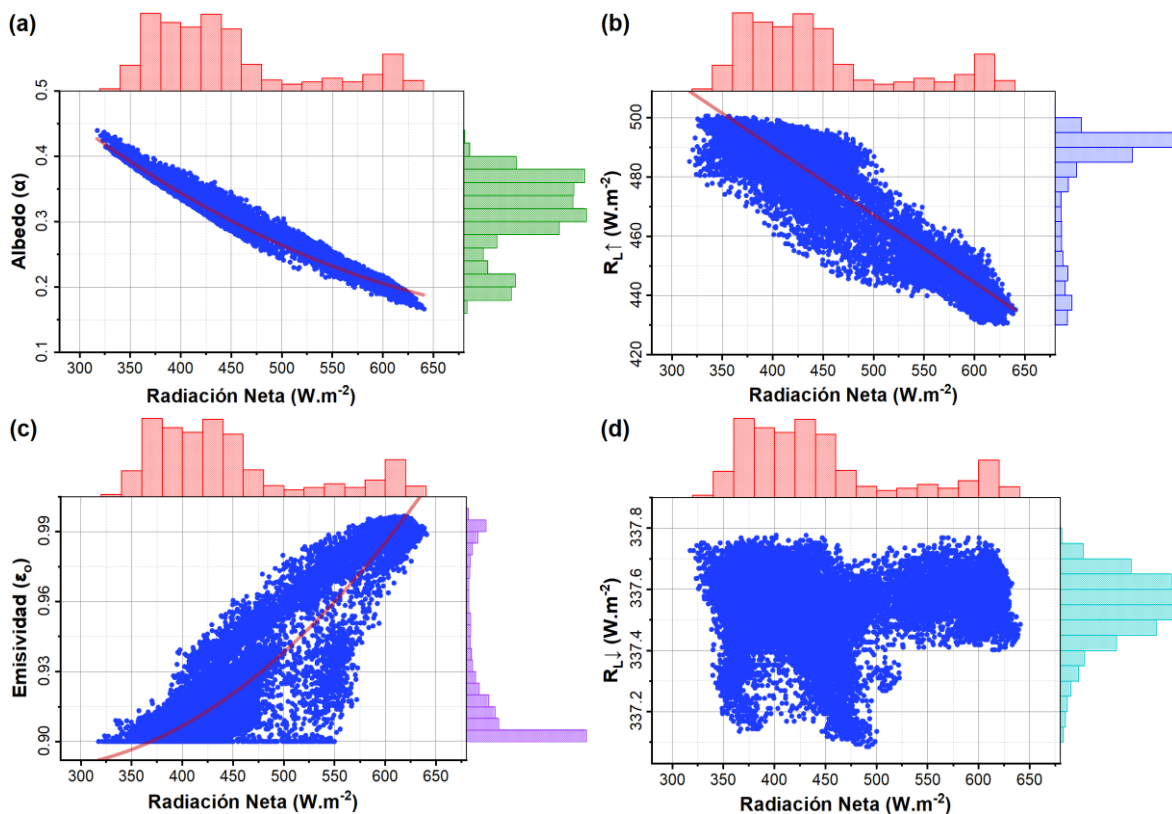 (a)
0.5
0.4
0.3
0.2
0.1
Albedo (α)
300 350 400 450 500 550 600 650
Radiación Neta (W.m⁻²)
(b)
500
480
460
440
420
R_L↑ (W.m⁻²)
300 350 400 450 500 550 600 650
Radiación Neta (W.m⁻²)
(c)
0.99
0.96
0.93
0.90
Emisividad (ε₀)
300 350 400 450 500 550 600 650
Radiación Neta (W.m⁻²)
(d)
337.8
337.6
337.4
337.2
R_L↓ (W.m⁻²)
300 350 400 450 500 550 600 650
Radiación Neta (W.m⁻²)